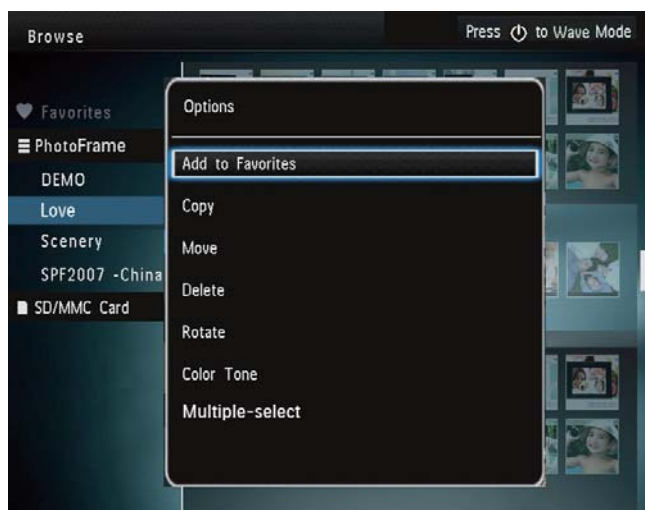 Browse
Press to Wave Mode
Favorites
PhotoFrame
DEMO
Love
Scenery
SPF2007 -China
SD/MMC Card
Options
Add to Favorites
Copy
Move
Delete
Rotate
Color Tone
Multiple-select